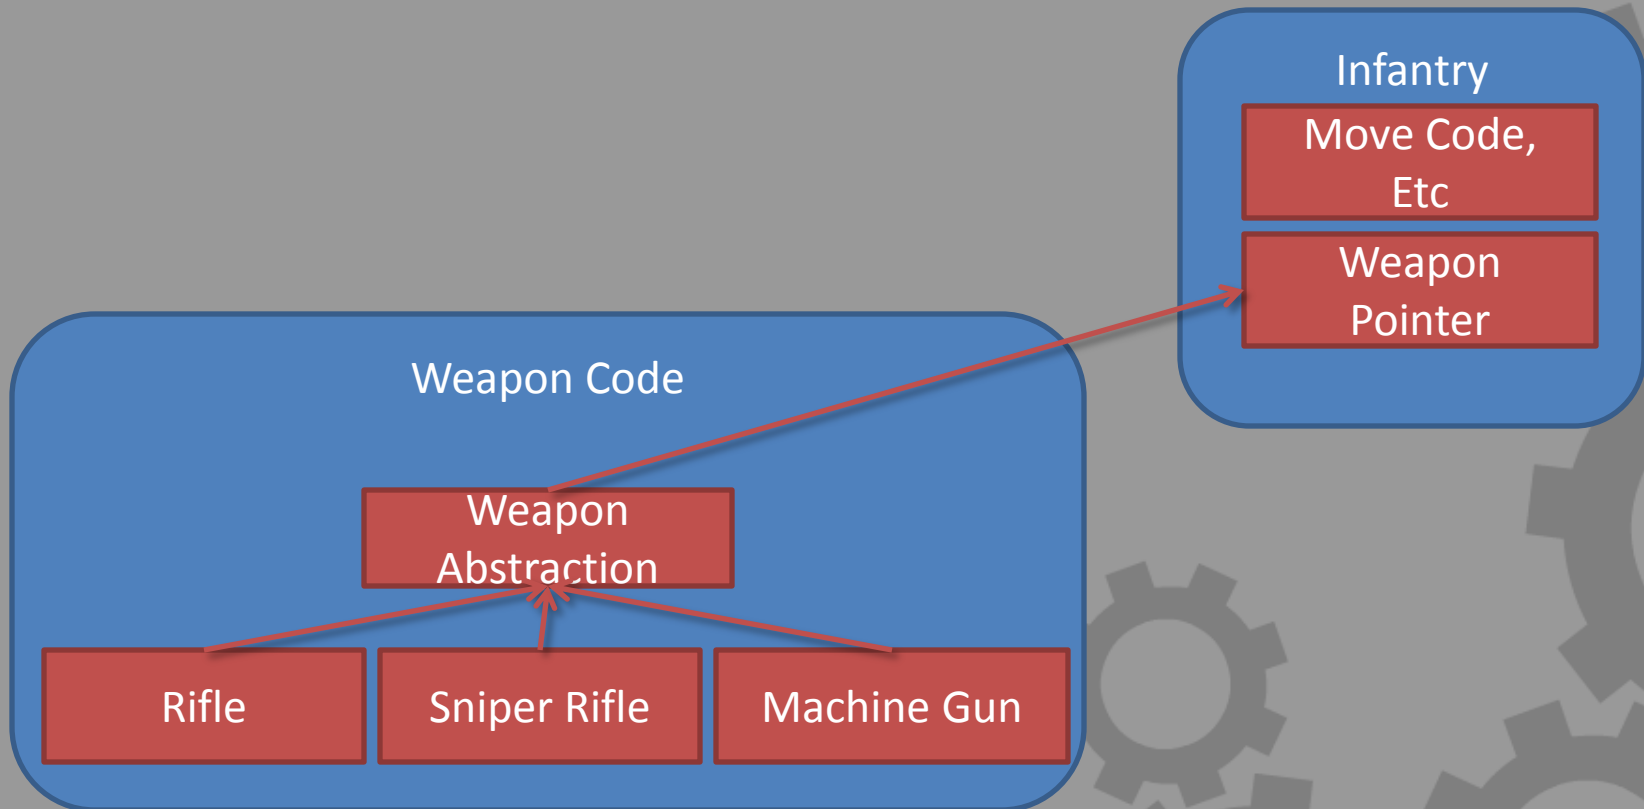 Infantry
Move Code,
Etc
Weapon
Pointer
Weapon Code
Weapon
Abstraction
Rifle
Sniper Rifle
Machine Gun